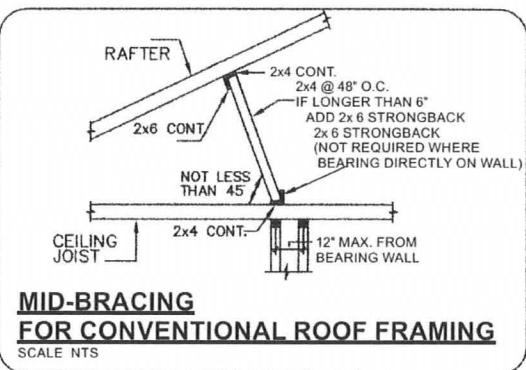 RAFTER
2x4 CONT.
2x4 @ 48" O.C.
IF LONGER THAN 6"
ADD 2x 6 STRONGBACK
2x 6 STRONGBACK
(NOT REQUIRED WHERE
BEARING DIRECTLY ON WALL)
2x6 CONT.
NOT LESS
THAN 45
2x4 CONT.
CEILING
JOIST
12" MAX. FROM
BEARING WALL
MID-BRACING
FOR CONVENTIONAL ROOF FRAMING
SCALE NTS